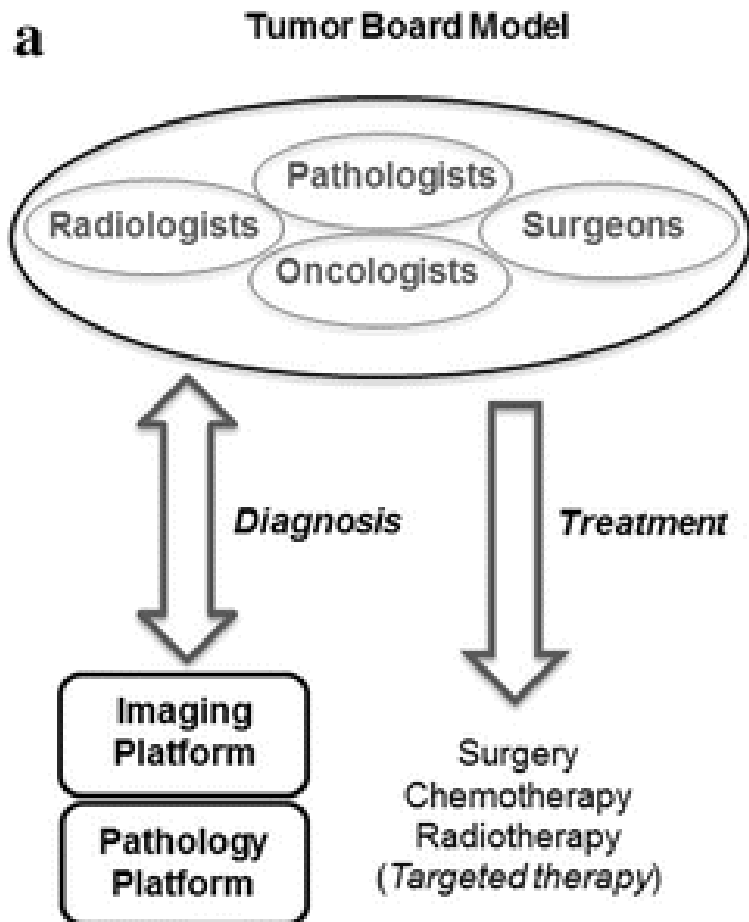 a
Tumor Board Model
Pathologists
Radiologists
Surgeons
Oncologists
Diagnosis
Treatment
Imaging
Platform
Pathology
Platform
Surgery
Chemotherapy
Radiotherapy
(Targeted therapy)